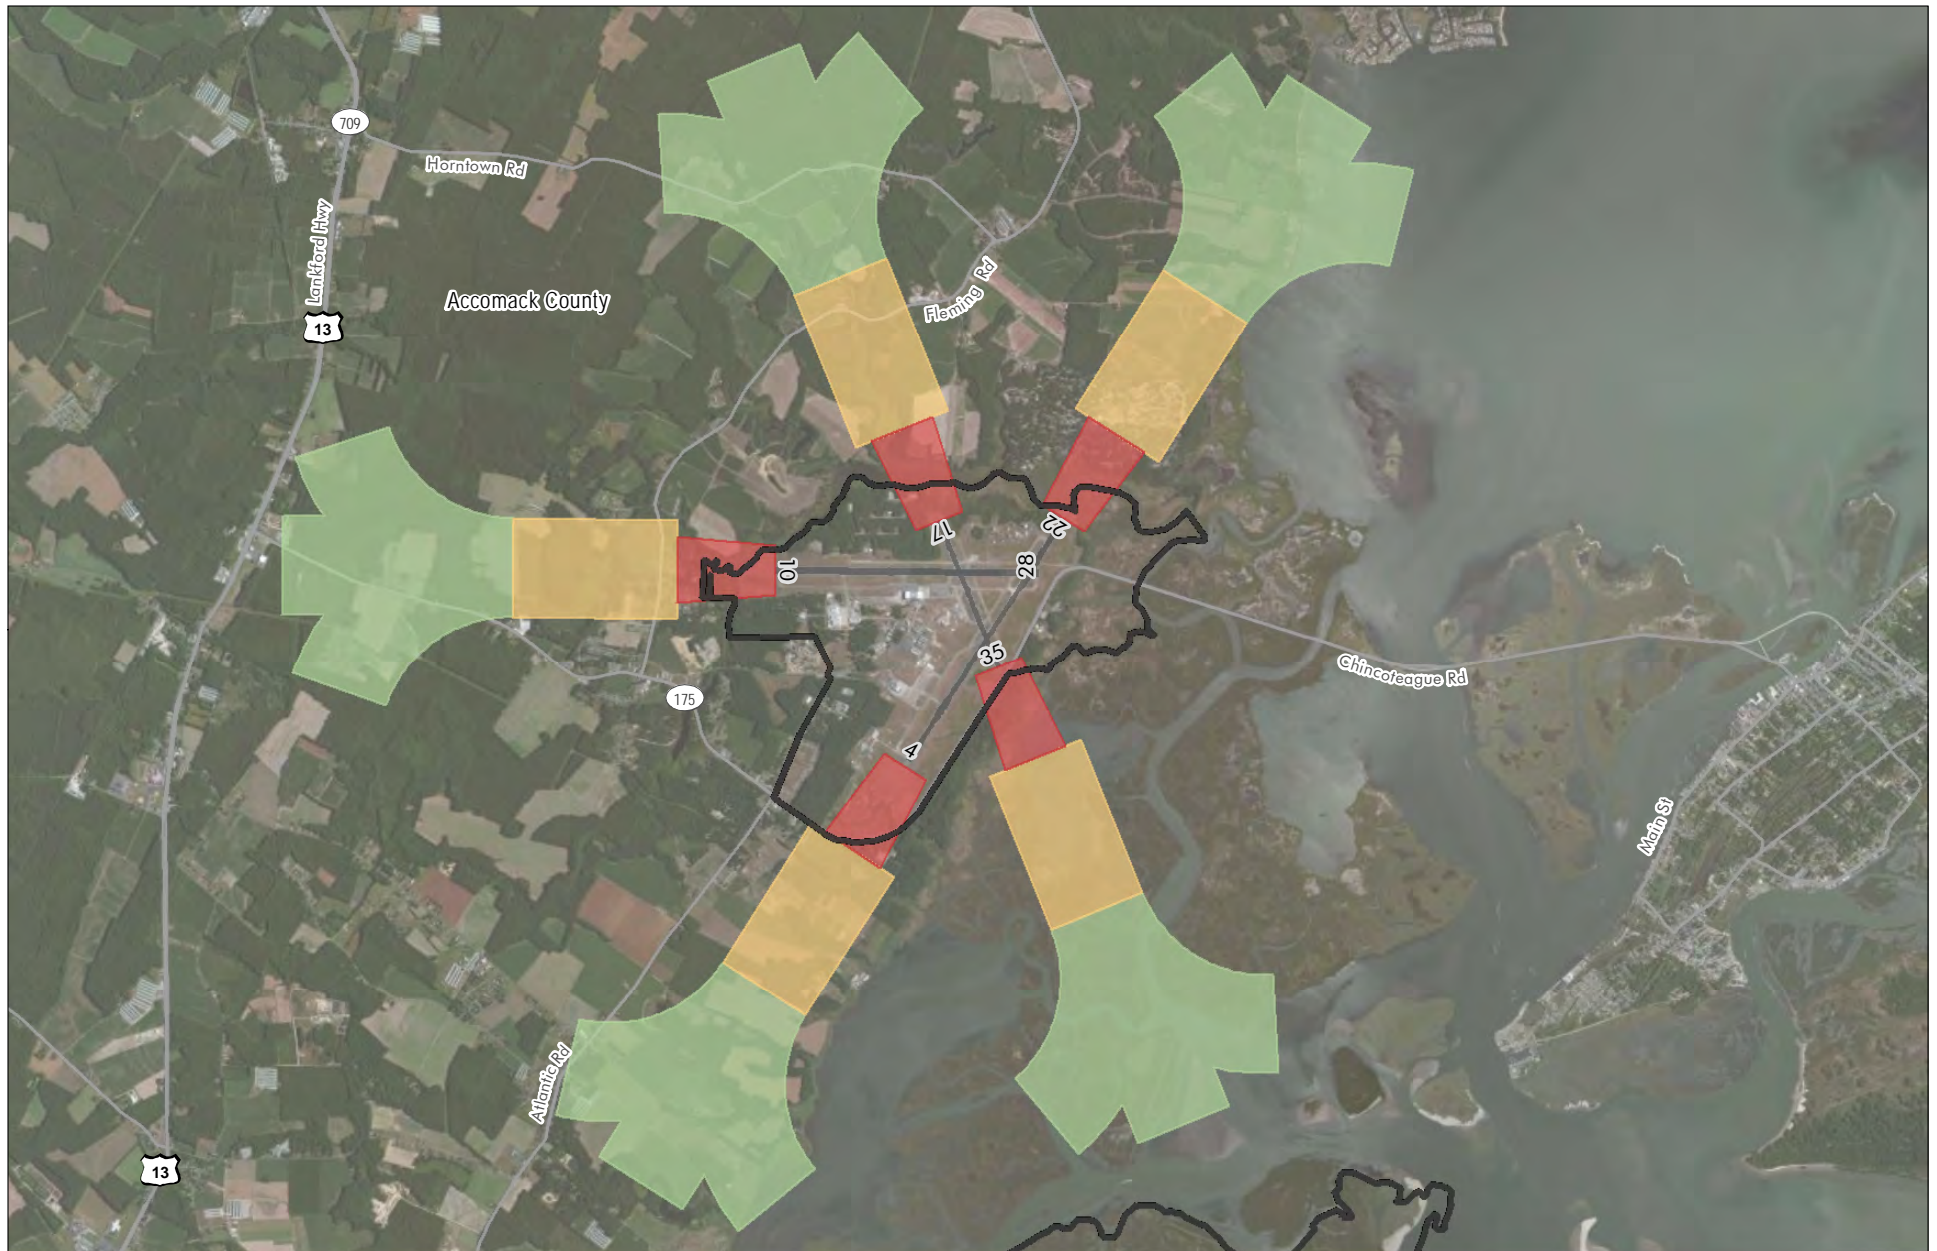 709
Horntown Rd
Lankford Hwy
Accomack County
Fleming Rd
13
17
22
10
28
35
Chincoteague Rd
175
4
Main St
Atlantic Rd
13